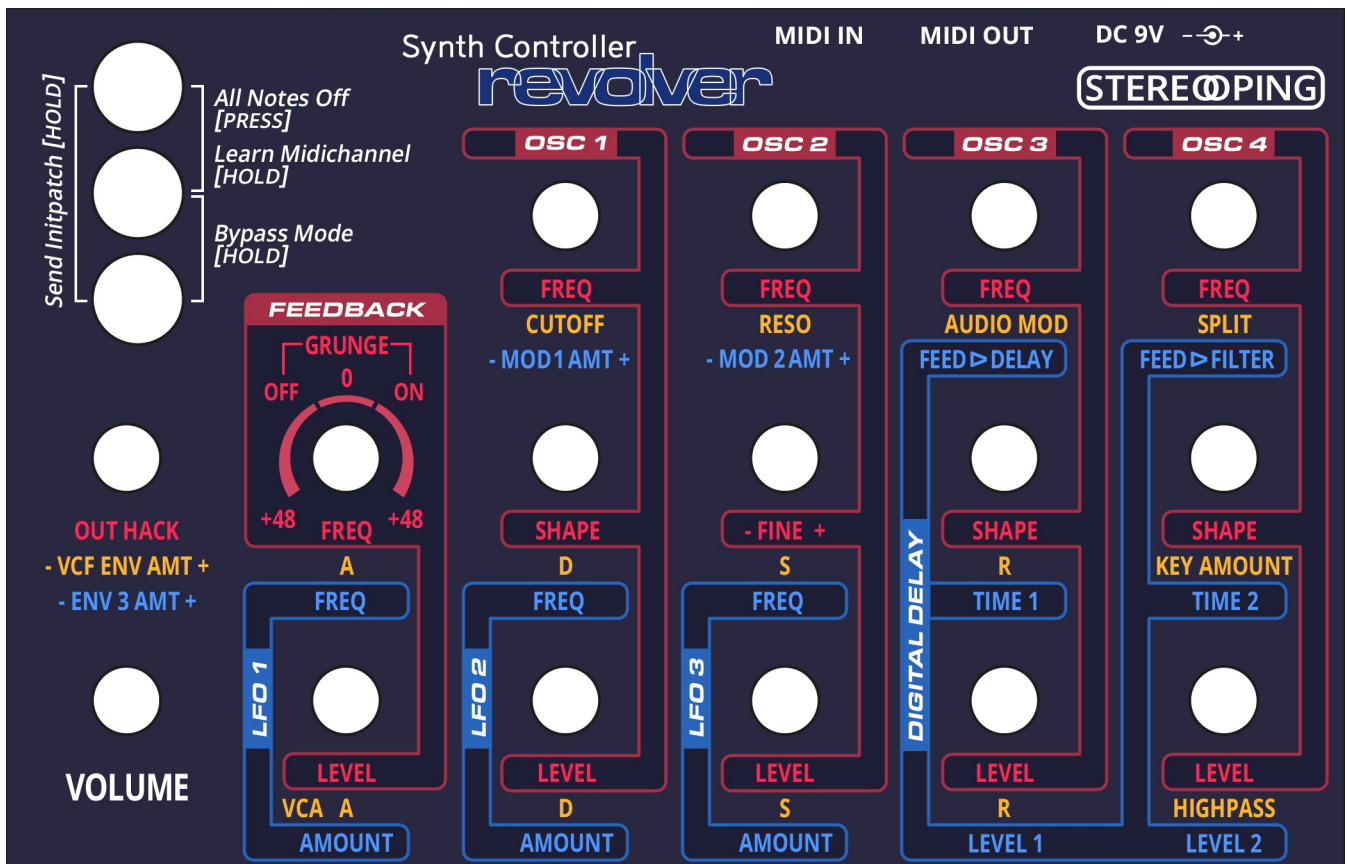 Synth Controller
revolver
MIDI IN
MIDI OUT
DC 9V - +
STEREOOPING
Send Initpatch [HOLD]
All Notes Off
[PRESS]
Learn Midichannel
[HOLD]
Bypass Mode
[HOLD]
OSC 1
OSC 2
OSC 3
OSC 4
FREQ
FREQ
FREQ
FREQ
CUTOFF
RESO
AUDIO MOD
SPLIT
- MOD 1 AMT +
- MOD 2 AMT +
FEED ▷ DELAY
FEED ▷ FILTER
FEEDBACK
GRUNGE
OFF
0
ON
+48
FREQ
+48
OUT HACK
SHAPE
- FINE +
SHAPE
SHAPE
- VCF ENV AMT +
A
D
S
R
KEY AMOUNT
- ENV 3 AMT +
FREQ
FREQ
FREQ
TIME 1
TIME 2
LFO 1
LFO 2
LFO 3
DIGITAL DELAY
VOLUME
LEVEL
LEVEL
LEVEL
LEVEL
LEVEL
VCA A
D
S
R
HIGHPASS
AMOUNT
AMOUNT
AMOUNT
LEVEL 1
LEVEL 2